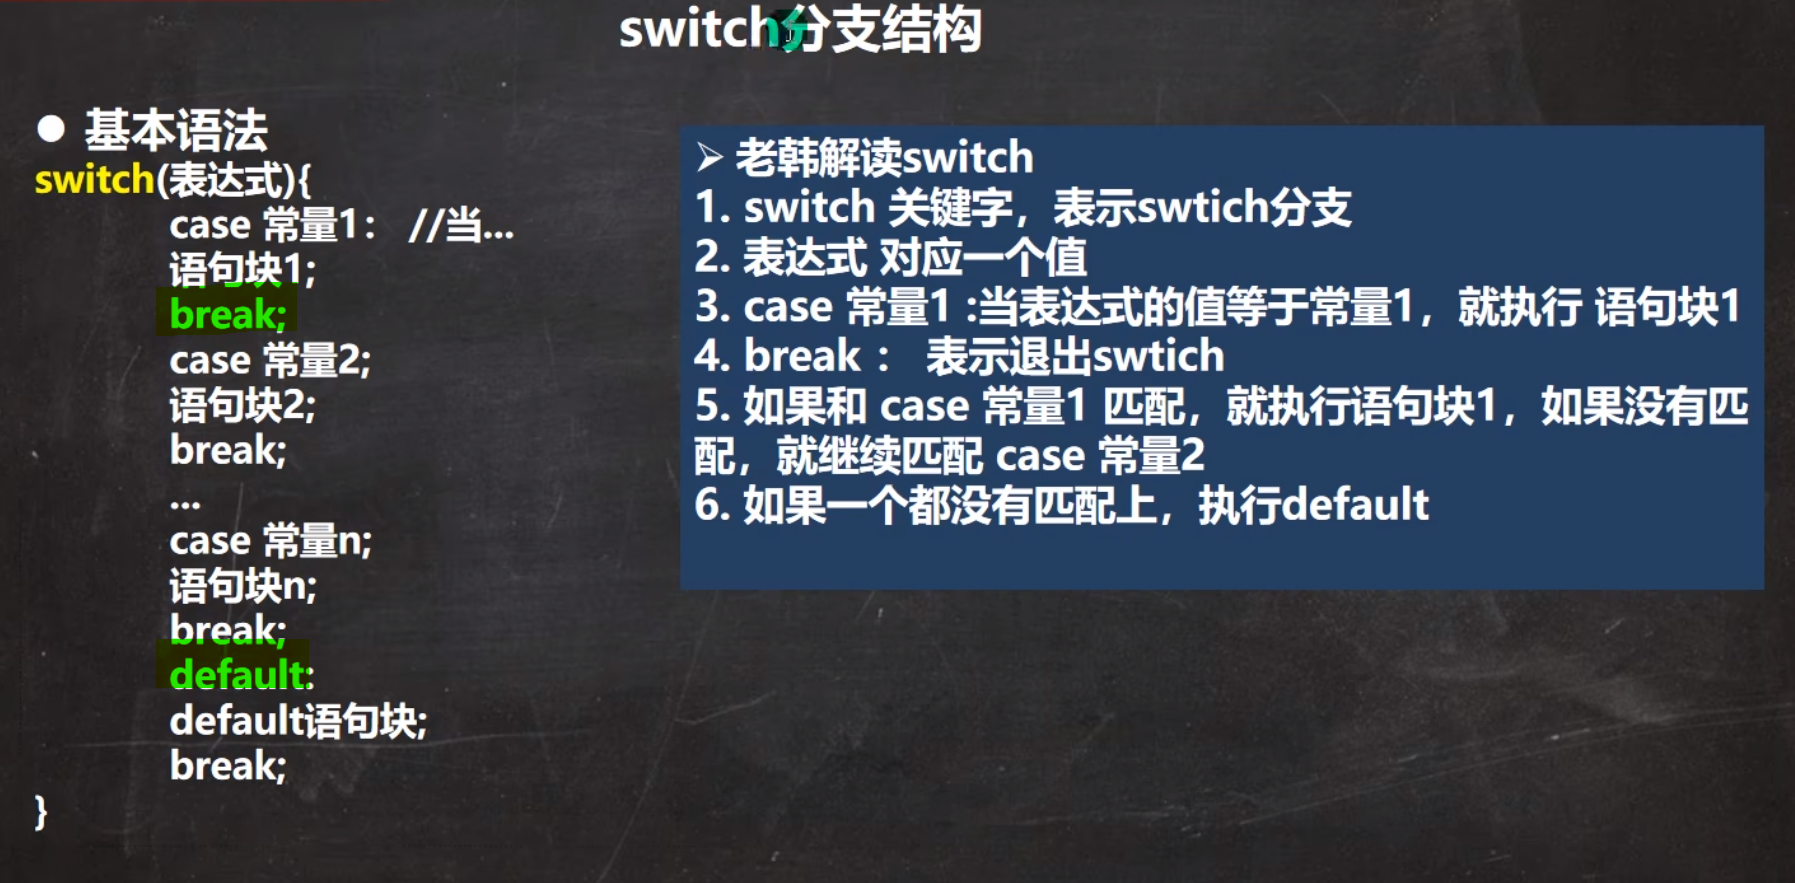 switch分支结构
● 基本语法
switch(表达式){
case 常量1： //当...
语句块1;
break;
case 常量2;
语句块2;
break;
...
case 常量n;
语句块n;
break;
default:
default语句块;
break;
}
➢ 老韩解读switch
1. switch 关键字，表示swtich分支
2. 表达式 对应一个值
3. case 常量1 :当表达式的值等于常量1，就执行 语句块1
4. break ： 表示退出swtich
5. 如果和 case 常量1 匹配，就执行语句块1，如果没有匹
配，就继续匹配 case 常量2
6. 如果一个都没有匹配上，执行default